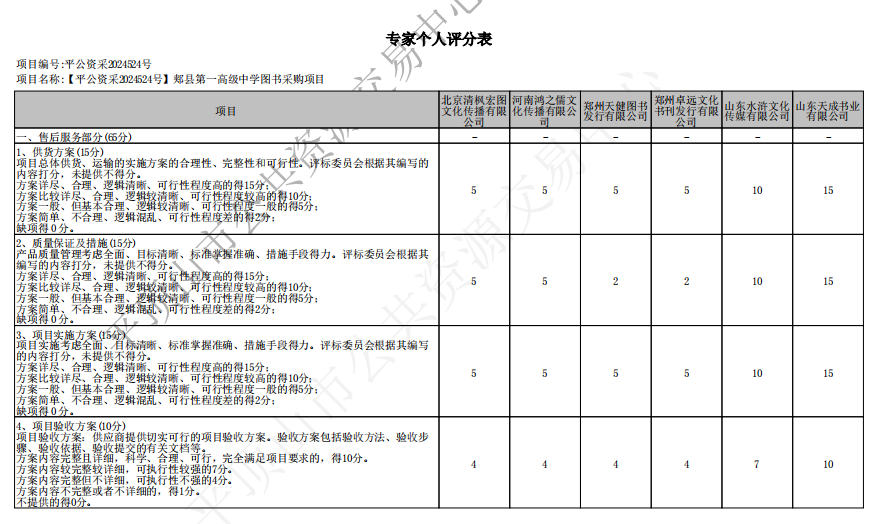 专家个人评分表
项目编号:平公资采2024524号
项目名称:【平公资采2024524号】郏县第一高级中学图书采购项目
项目
北京清枫宏图
文化传播有限
公司
河南鸿之儒文
化传播有限公
司
郑州天健图书
发行有限公司
郑州卓远文化
书刊发行有限
公司
山东水浒文化
传媒有限公司
山东天成书业
有限公司
一、售后服务部分(65分) － － － － － －
1、供货方案(15分)
项目总体供货、运输的实施方案的合理性、完整性和可行性。评标委员会根据其编写的
内容打分，未提供不得分。
方案详尽、合理、逻辑清晰、可行性程度高的得15分；
方案比较详尽、合理、逻辑较清晰、可行性程度较高的得10分；
方案一般、但基本合理、逻辑较清晰、可行性程度一般的得5分；
方案简单、不合理、逻辑混乱、可行性程度差的得2分；
缺项得０分。
5 5 5 5 10 15
2、质量保证及措施(15分)
产品质量管理考虑全面、目标清晰、标准掌握准确、措施手段得力。评标委员会根据其
编写的内容打分，未提供不得分。
方案详尽、合理、逻辑清晰、可行性程度高的得15分；
方案比较详尽、合理、逻辑较清晰、可行性程度较高的得10分；
方案一般、但基本合理、逻辑较清晰、可行性程度一般的得5分；
方案简单、不合理、逻辑混乱、可行性程度差的得2分；
缺项得０分。
5 5 2 2 10 15
3、项目实施方案(15分)
项目实施考虑全面、目标清晰、标准掌握准确、措施手段得力。评标委员会根据其编写
的内容打分，未提供不得分。
方案详尽、合理、逻辑清晰、可行性程度高的得15分；
方案比较详尽、合理、逻辑较清晰、可行性程度较高的得10分；
方案一般、但基本合理、逻辑较清晰、可行性程度一般的得5分；
方案简单、不合理、逻辑混乱、可行性程度差的得2分；
缺项得０分。
5 5 5 5 10 15
4、项目验收方案(10分)
项目验收方案：供应商提供切实可行的项目验收方案。验收方案包括验收方法、验收步
骤、验收依据、验收提交的有关文档等。
方案内容完整且详细，科学、合理、可行，完全满足项目要求的，得10分。
方案内容较完整较详细，可执行性较强的7分。
方案内容完整但不详细，可执行性不强的4分。
方案内容不完整或者不详细的，得1分。
不提供的得0分。
4 4 4 4 7 10
平顶山市公共资源交易中心
平顶山市公共资源交易中心